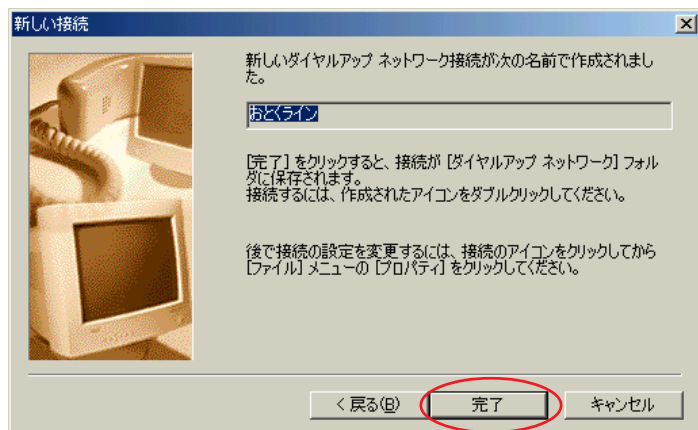 新しい接続
新しいダイヤルアップ ネットワーク接続が次の名前で作成されまし
た。
おとくライン
[完了] をクリックすると、接続が [ダイヤルアップ ネットワーク] フォル
ダに保存されます。
接続するには、作成されたアイコンをダブルクリックしてください。
後で接続の設定を変更するには、接続のアイコンをクリックしてから
[ファイル] メニューの [プロパティ] をクリックしてください。
< 戻る(B)
完了
キャンセル